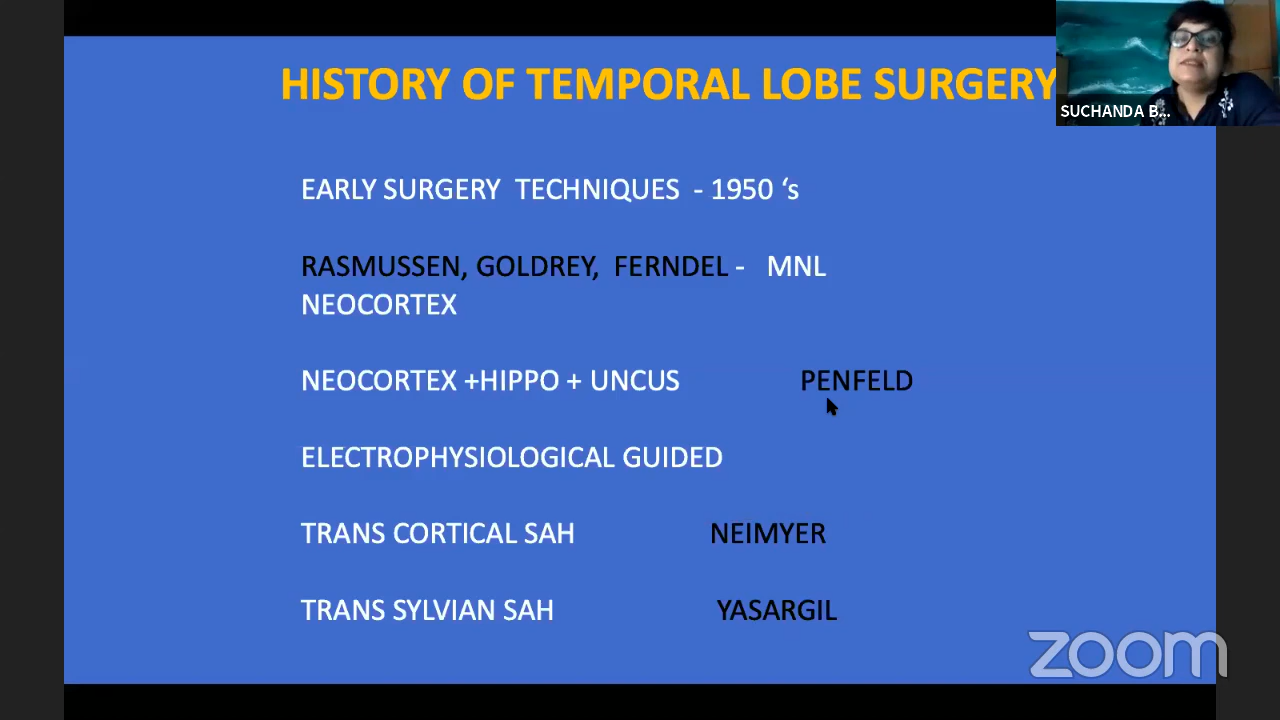 HISTORY OF TEMPORAL LOBE SURGERY
SUCHANDA B...
EARLY SURGERY TECHNIQUES - 1950 ‘s
RASMUSSEN, GOLDREY, FERNDEL - MNL
NEOCORTEX
NEOCORTEX +HIPPO + UNCUS PENFELD
ELECTROPHYSIOLOGICAL GUIDED
TRANS CORTICAL SAH NEIMYER
TRANS SYLVIAN SAH YASARGIL
zoom